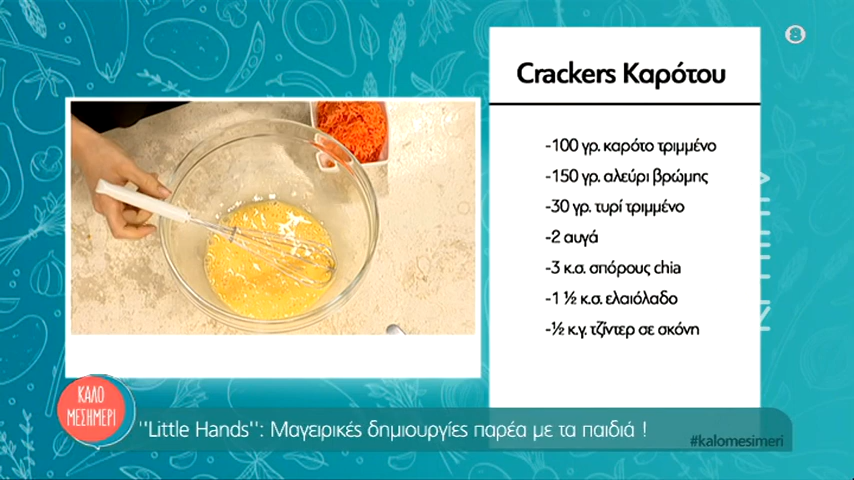 8
Crackers Καρότου
-100 γρ. καρότο τριμμένο
-150 γρ. αλεύρι βρώμης
-30 γρ. τυρί τριμμένο
-2 αυγά
-3 κ.σ. σπόρους chia
-1 ½ κ.σ. ελαιόλαδο
-½ κ.γ. τζίντερ σε σκόνη
ΚΑΛΟ
ΜΕΣΗΜΕΡΙ
''Little Hands'': Μαγειρικές δημιουργίες παρέα με τα παιδιά !
#kalomesimeri